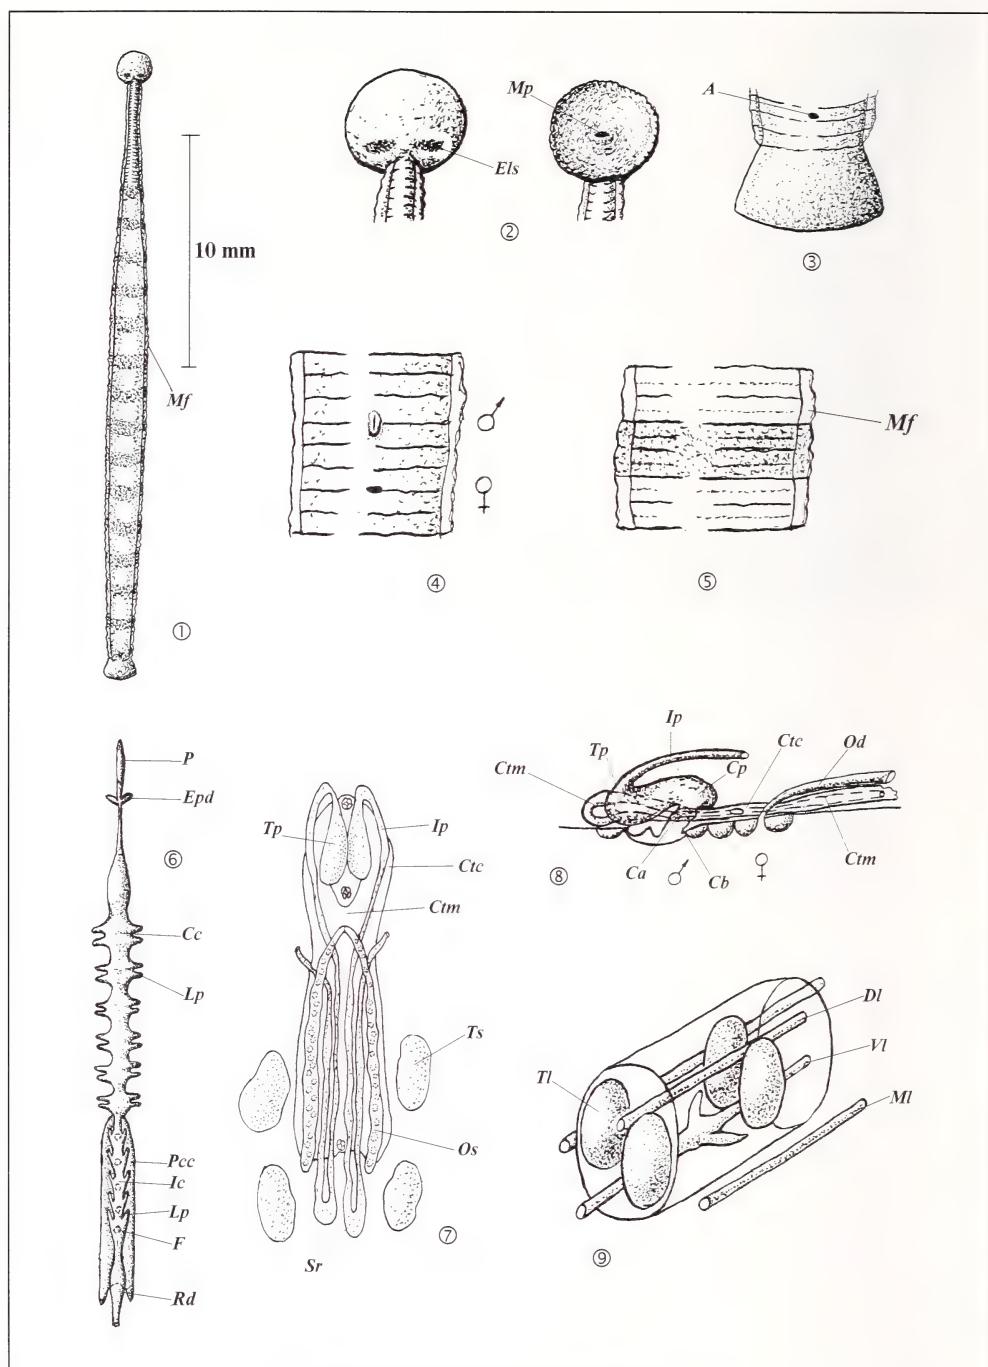 10 mm
Mf
①
Els
Mp
②
A
③
♂
♀
④
Mf
⑤
P
Epd
⑥
Cc
Lp
Pcc
Ic
Lp
F
Rd
Tp
Ip
Ctc
Ctm
Ts
Os
⑦
Sr
Ip
Tp
Ctc
Od
Ctm
Cp
Ca
♂
Cb
♀
Ctm
⑧
Dl
Vl
Tl
Ml
⑨